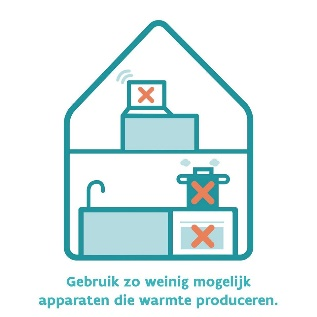 Gebruik zo weinig mogelijk
apparaten die warmte produceren.